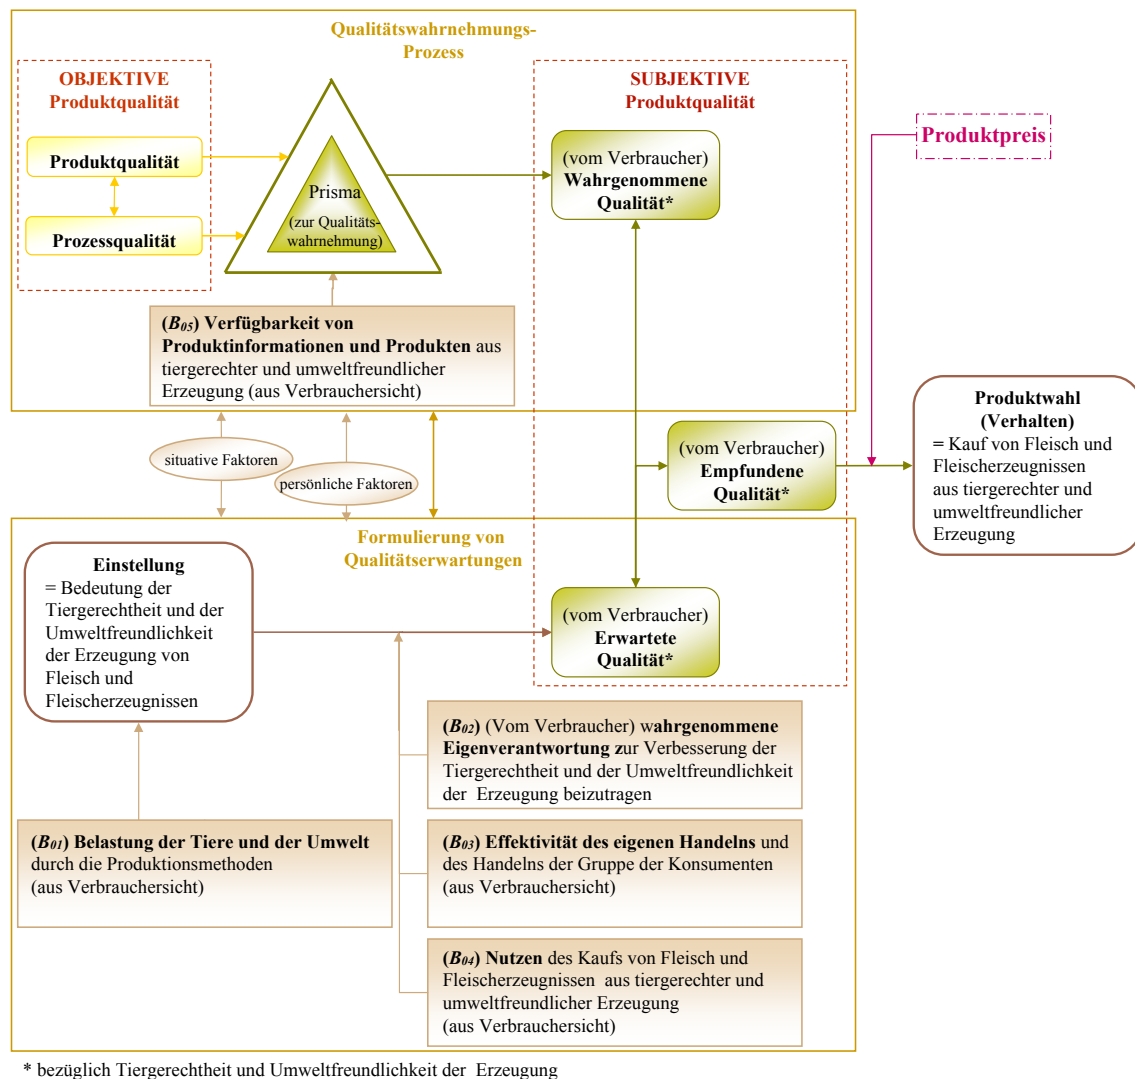 Qualitätswahrnehmungs-
Prozess
OBJEKTIVE
Produktqualität
SUBJEKTIVE
Produktqualität
Produktqualität
Prozessqualität
Prisma
(zur Qualitäts-
wahrnehmung)
(vom Verbraucher)
Wahrgenommene
Qualität*
Produktpreis
(B05) Verfügbarkeit von
Produktinformationen und Produkten aus
tiergerechter und umweltfreundlicher
Erzeugung (aus Verbrauchersicht)
situative Faktoren
persönliche Faktoren
(vom Verbraucher)
Empfundene
Qualität*
Produktwahl
(Verhalten)
= Kauf von Fleisch und
Fleischerzeugnissen
aus tiergerechter und
umweltfreundlicher
Erzeugung
Formulierung von
Qualitätserwartungen
Einstellung
= Bedeutung der
Tiergerechtheit und der
Umweltfreundlichkeit
der Erzeugung von
Fleisch und
Fleischerzeugnissen
(vom Verbraucher)
Erwartete
Qualität*
(B02) (Vom Verbraucher) wahrgenommene
Eigenverantwortung zur Verbesserung der
Tiergerechtheit und der Umweltfreundlichkeit
der Erzeugung beizutragen
(B01) Belastung der Tiere und der Umwelt
durch die Produktionsmethoden
(aus Verbrauchersicht)
(B03) Effektivität des eigenen Handelns und
des Handelns der Gruppe der Konsumenten
(aus Verbrauchersicht)
(B04) Nutzen des Kaufs von Fleisch und
Fleischerzeugnissen aus tiergerechter und
umweltfreundlicher Erzeugung
(aus Verbrauchersicht)
* bezüglich Tiergerechtheit und Umweltfreundlichkeit der Erzeugung